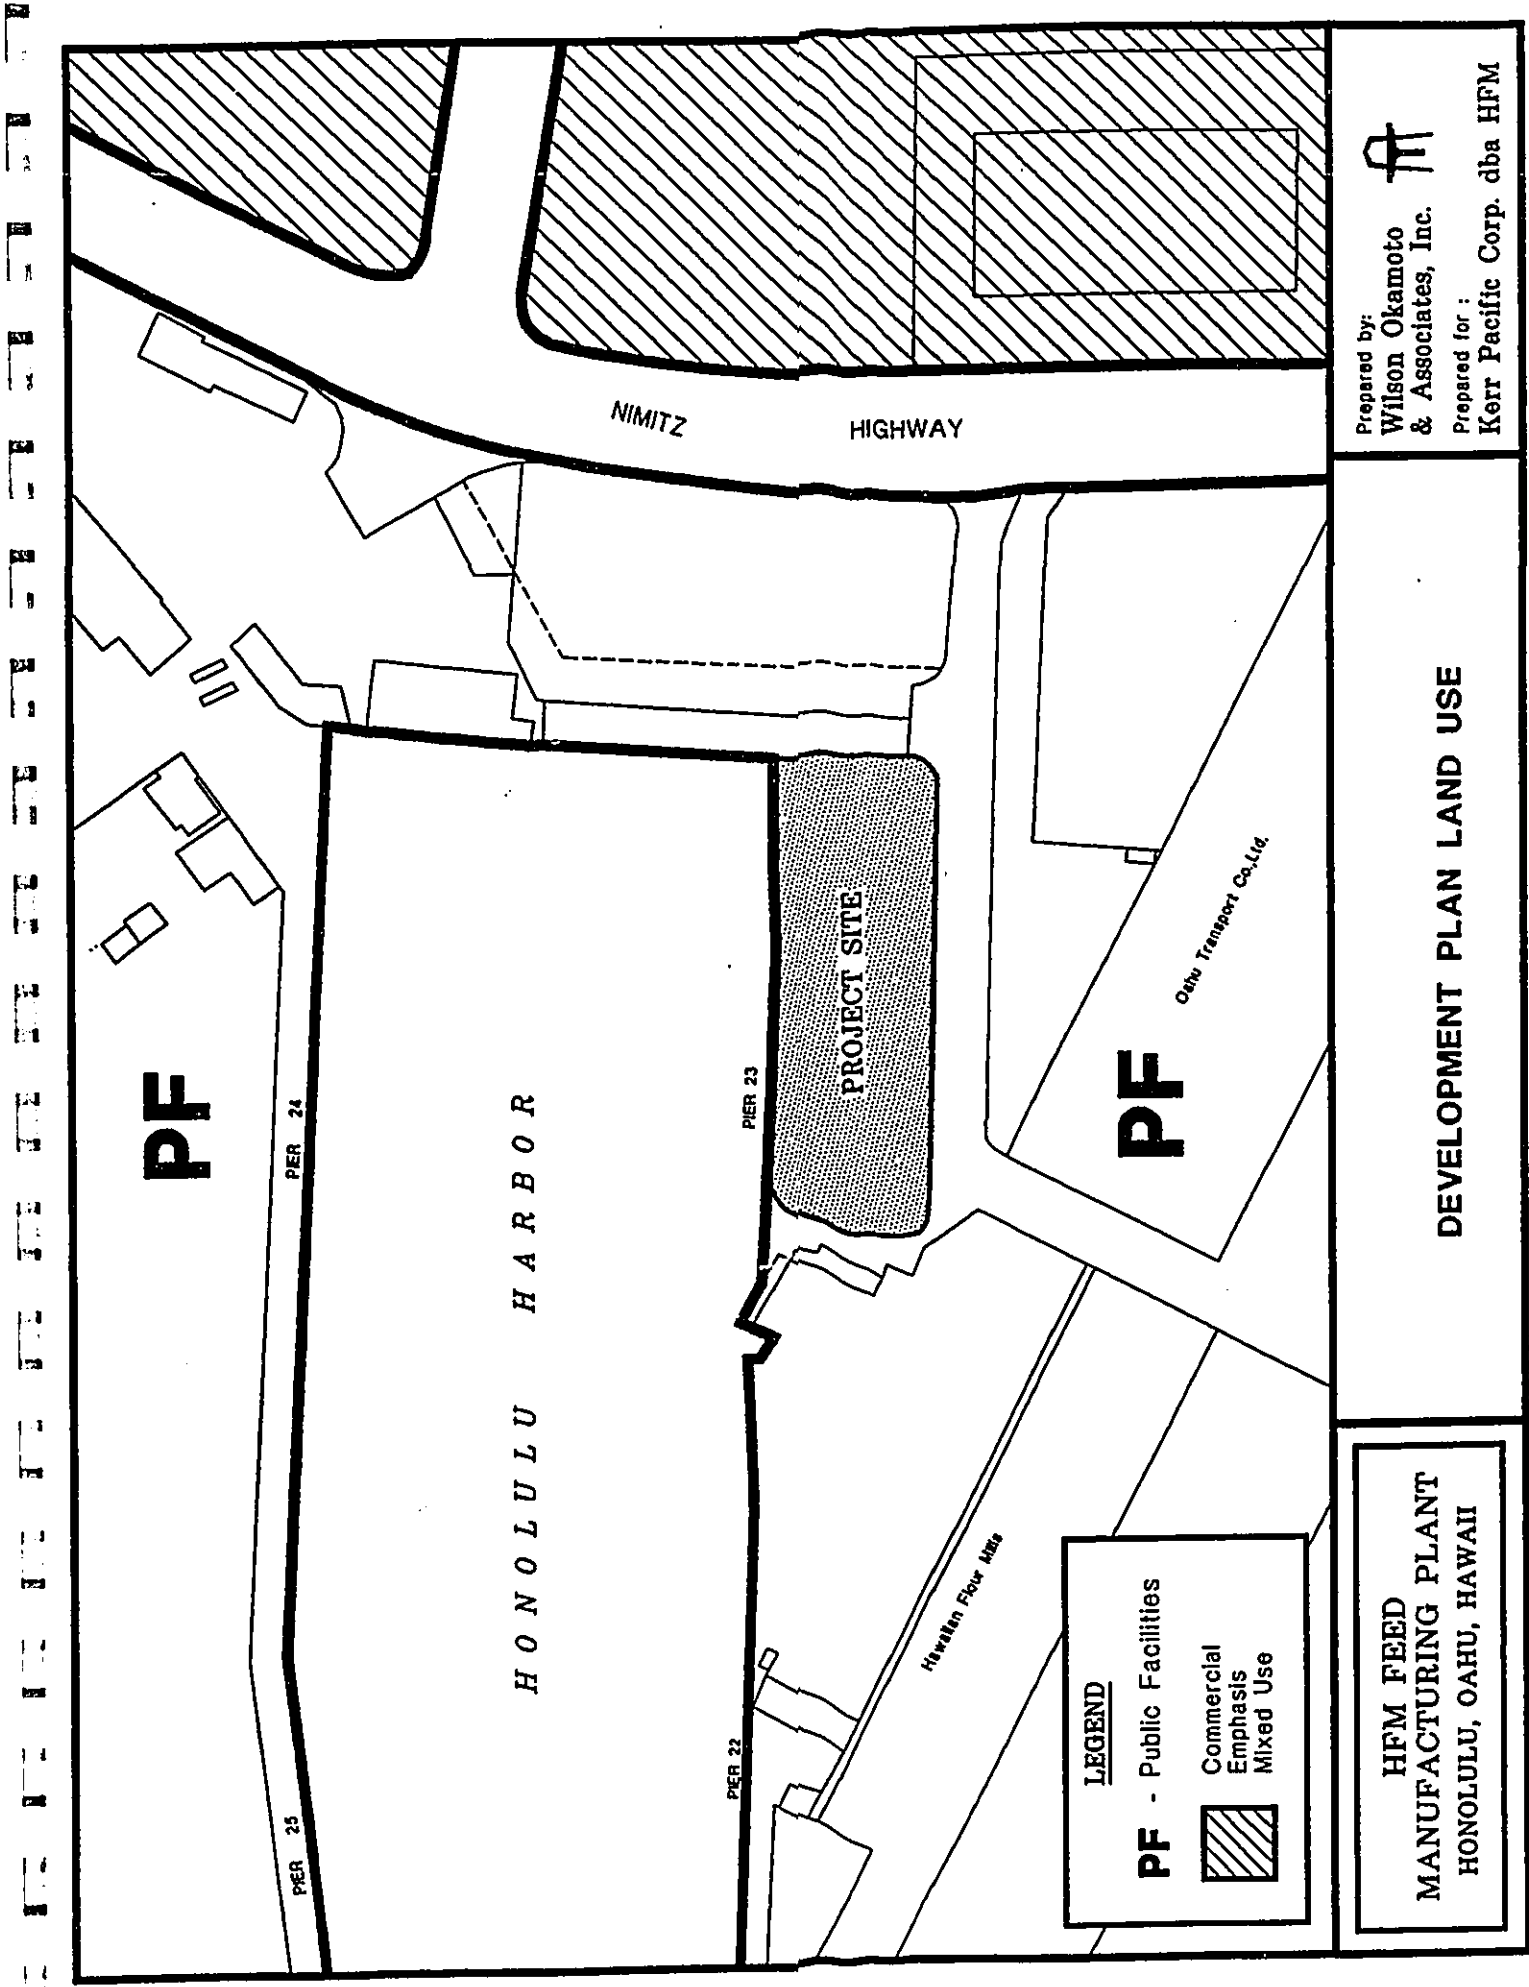 PF
PIER 25
PIER 24
HONOLULU HARBOR
NIMITZ HIGHWAY
PIER 22
PIER 23
PROJECT SITE
Hawaiian Flour Mills
PF
Oahu Transport Co.,Ltd.
LEGEND
PF - Public Facilities
Commercial
Emphasis
Mixed Use
HFM FEED
MANUFACTURING PLANT
HONOLULU, OAHU, HAWAII
DEVELOPMENT PLAN LAND USE
Prepared by:
Wilson Okamoto
& Associates, Inc.
Prepared for :
Kerr Pacific Corp. dba HFM